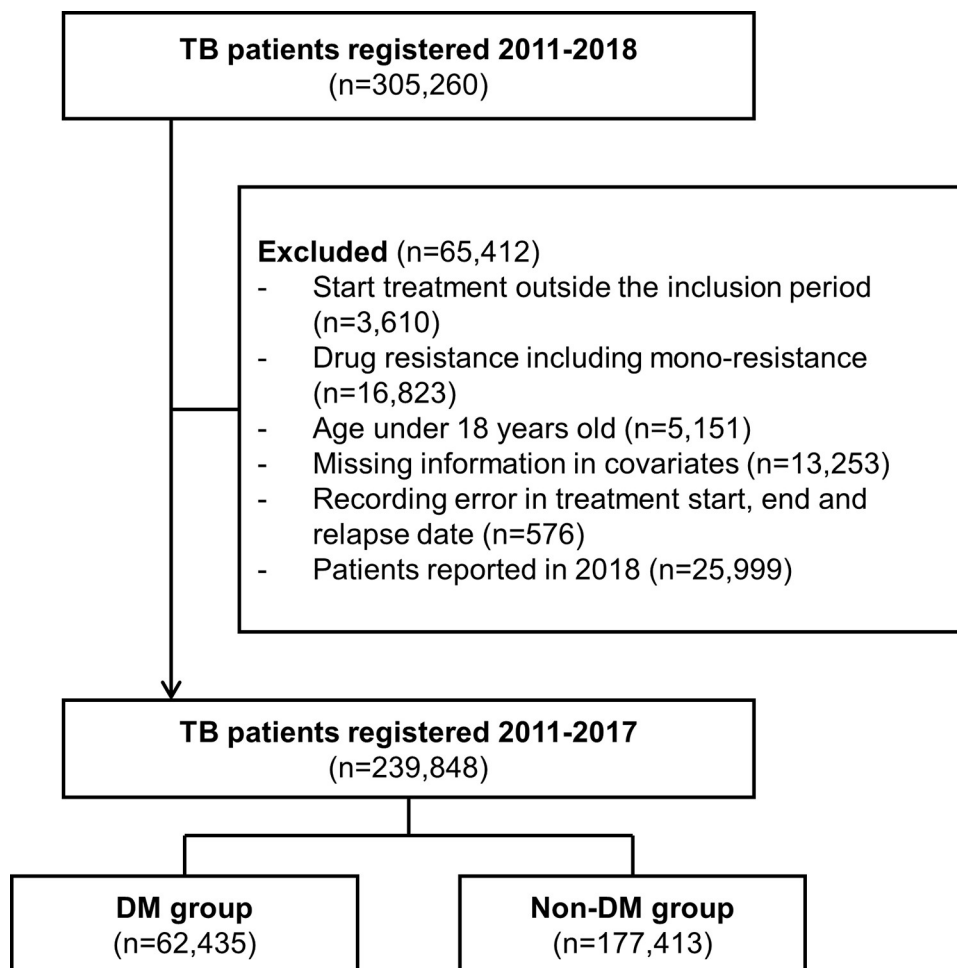 TB patients registered 2011-2018
(n=305,260)
Excluded (n=65,412)
- Start treatment outside the inclusion period
(n=3,610)
- Drug resistance including mono-resistance
(n=16,823)
- Age under 18 years old (n=5,151)
- Missing information in covariates (n=13,253)
- Recording error in treatment start, end and
relapse date (n=576)
- Patients reported in 2018 (n=25,999)
TB patients registered 2011-2017
(n=239,848)
DM group
(n=62,435)
Non-DM group
(n=177,413)